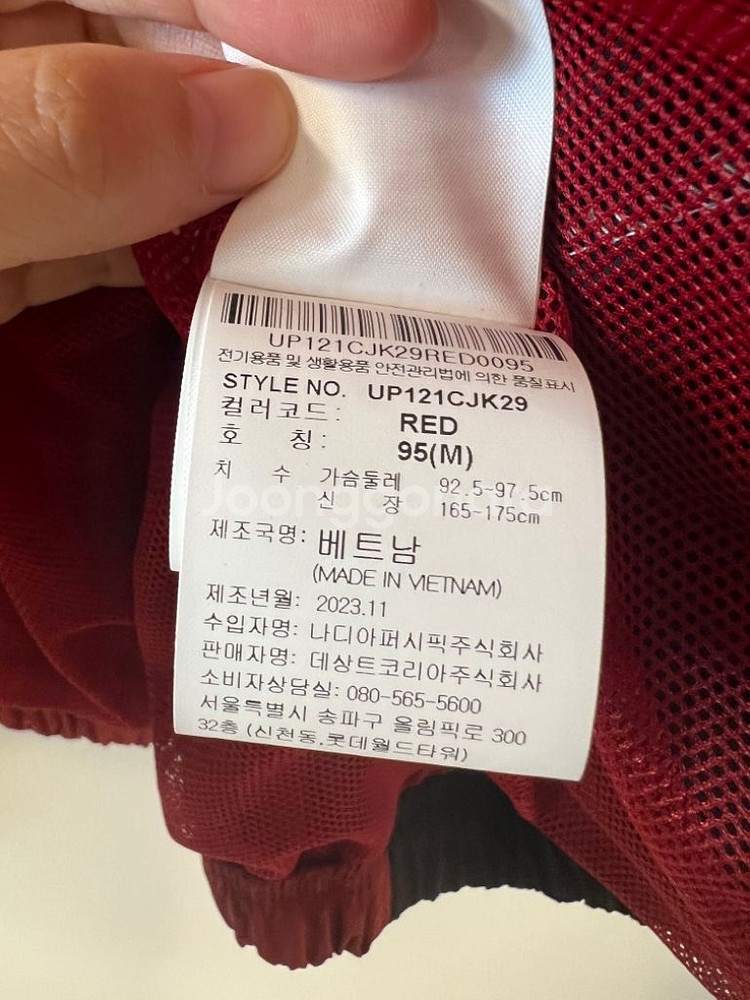 UP121CJK29RED0095
전기용품 및 생활용품 안전관리법에 의한 품질표시
STYLE NO. UP121CJK29
컬러코드: RED
호 칭: 95(M)
치 수 가슴둘레 92.5~97.5cm
신 장 165~175cm
제조국명: 베트남
(MADE IN VIETNAM)
제조년월: 2023.11
수입자명: 나디아퍼시픽주식회사
판매자명: 데상트코리아주식회사
소비자상담실: 080-565-5600
서울특별시 송파구 올림픽로 300
32층 (신천동.롯데월드타워)